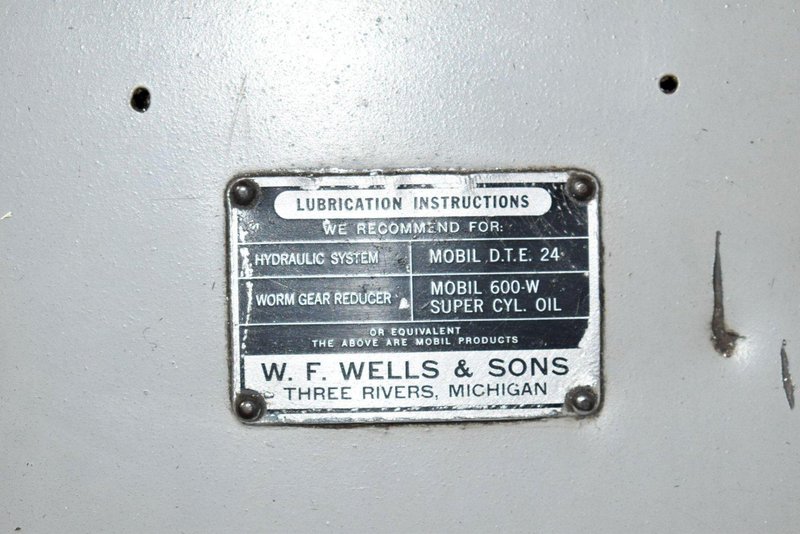 LUBRICATION INSTRUCTIONS
WE RECOMMEND FOR:
HYDRAULIC SYSTEM MOBIL D.T.E. 24
WORM GEAR REDUCER MOBIL 600-W SUPER CYL. OIL
OR EQUIVALENT
THE ABOVE ARE MOBIL PRODUCTS
W. F. WELLS & SONS
THREE RIVERS, MICHIGAN